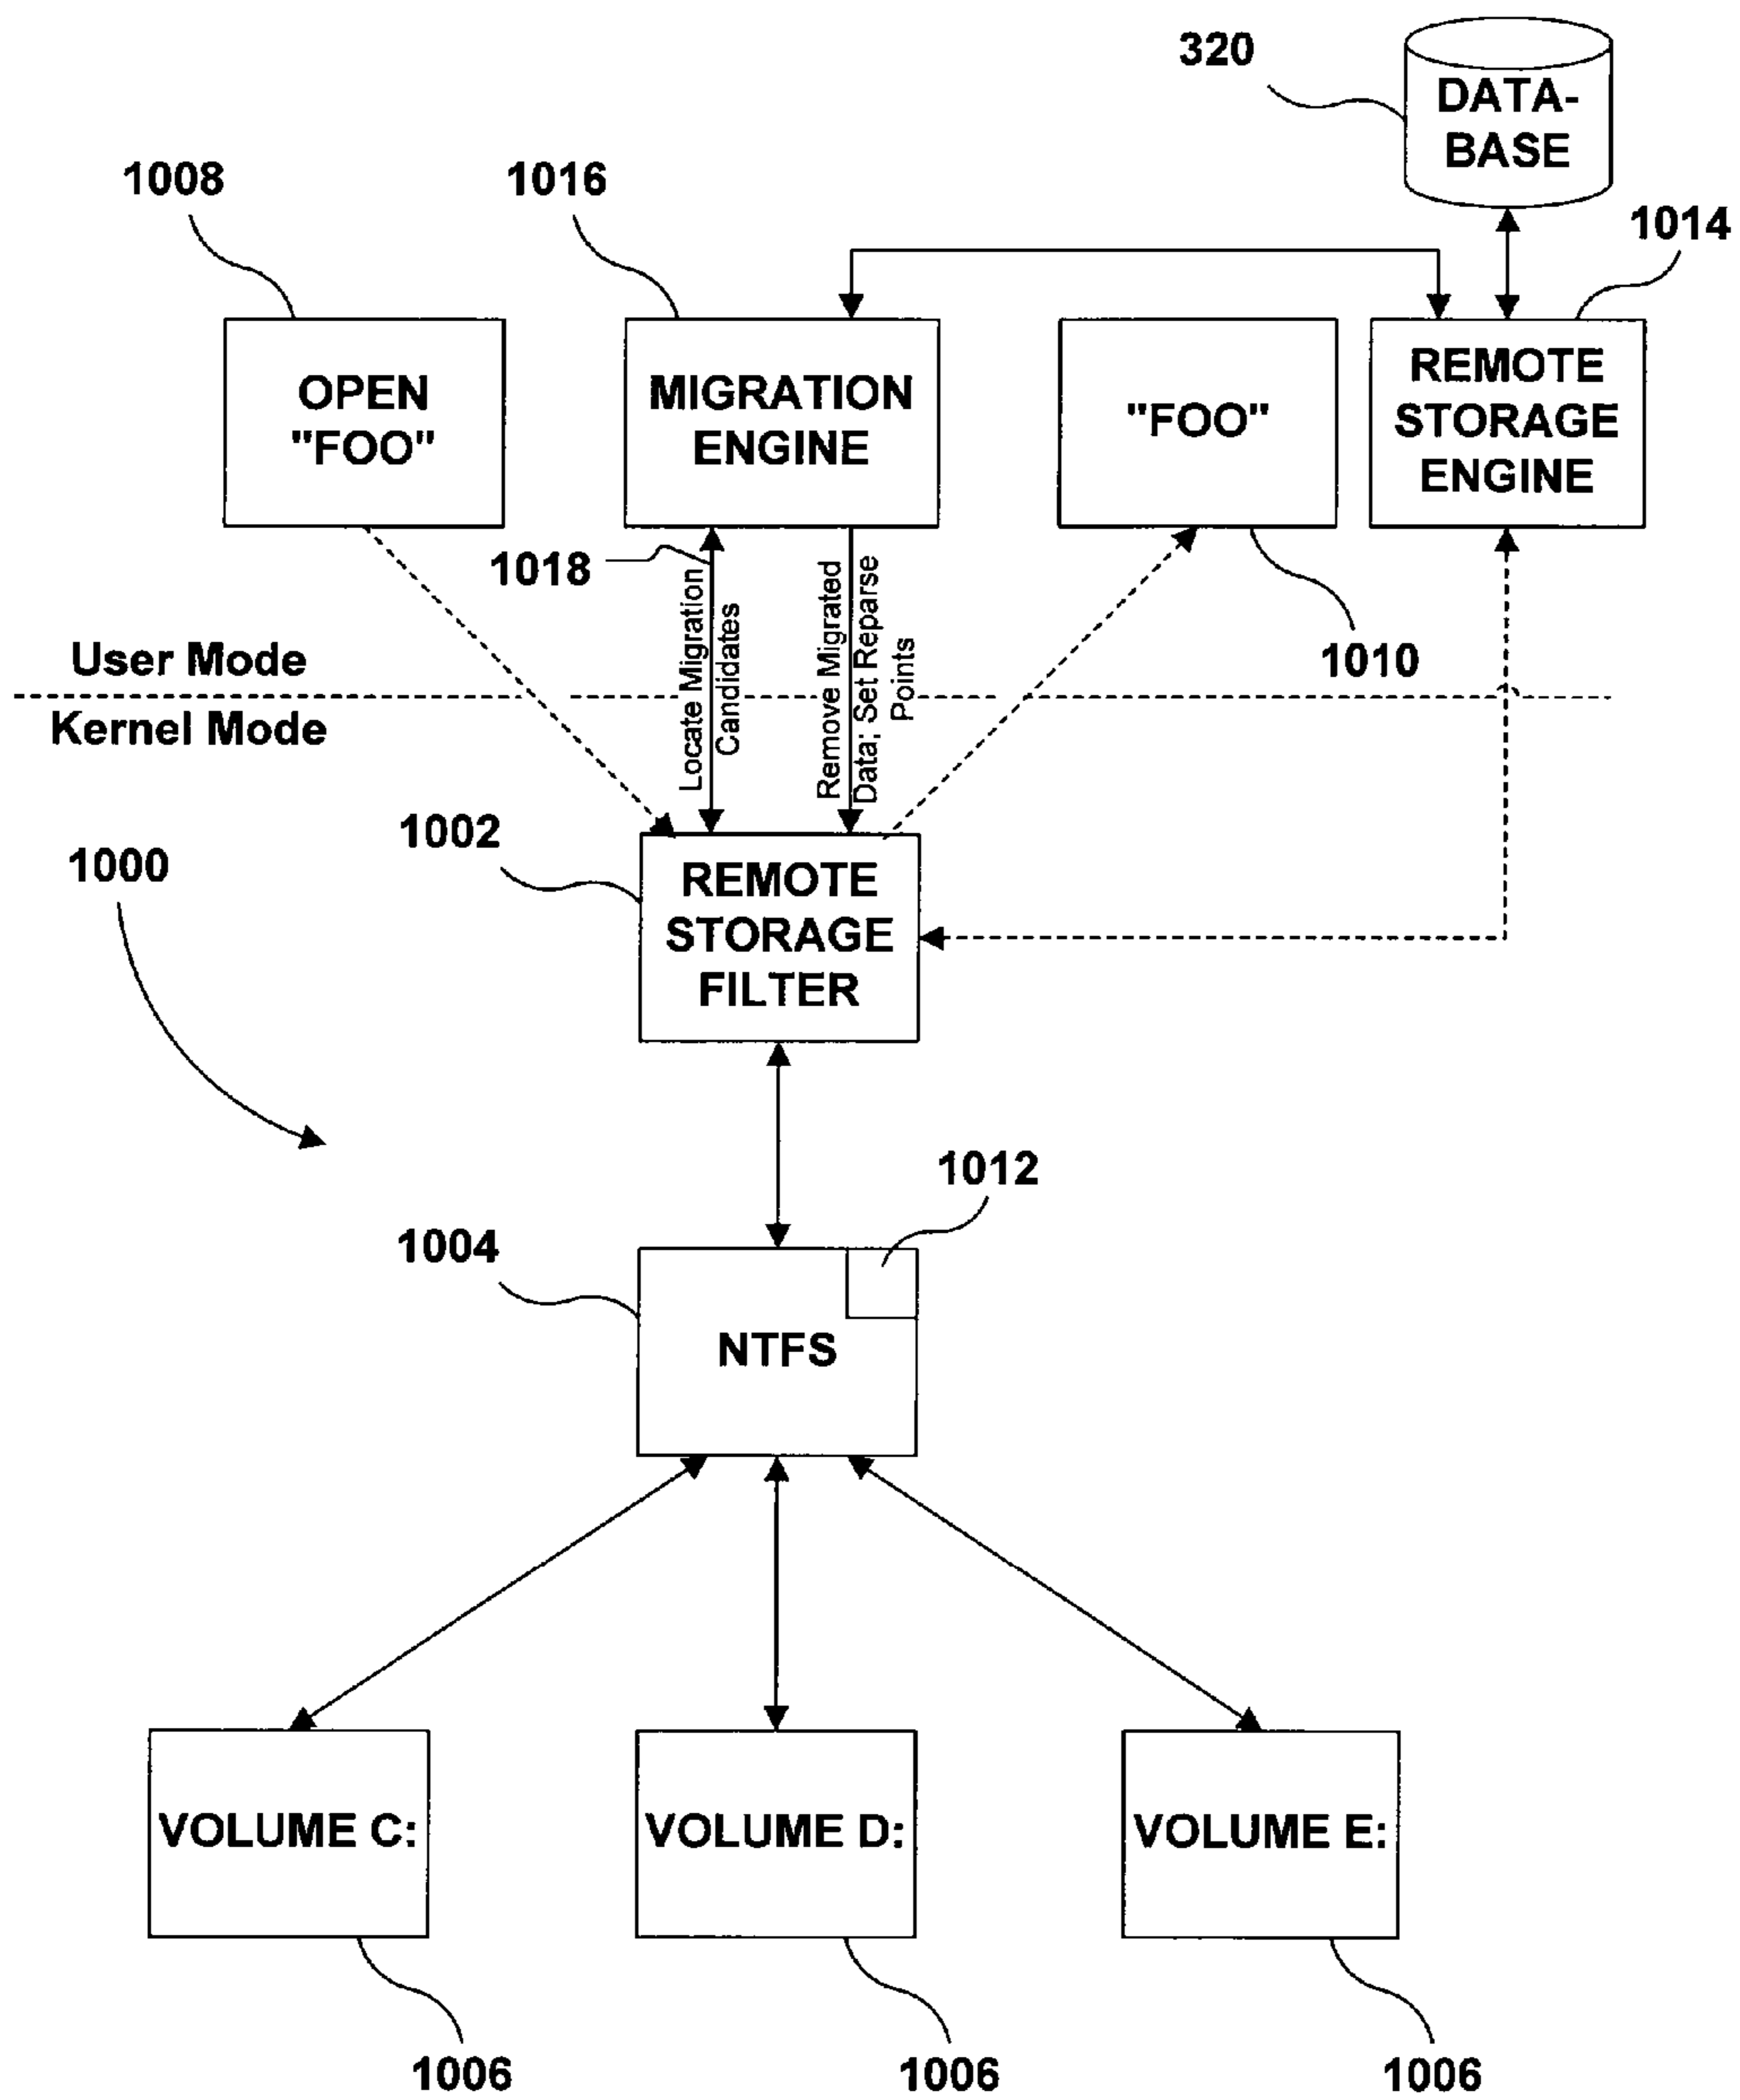 320
DATA-
BASE
1008
1016
1014
OPEN
"FOO"
MIGRATION
ENGINE
"FOO"
REMOTE
STORAGE
ENGINE
1018
Locate Migration
Candidates
Remove Migrated
Data; Set Reparse
Points
1010
User Mode
Kernel Mode
1002
1000
REMOTE
STORAGE
FILTER
1012
1004
NTFS
VOLUME C:
VOLUME D:
VOLUME E:
1006
1006
1006